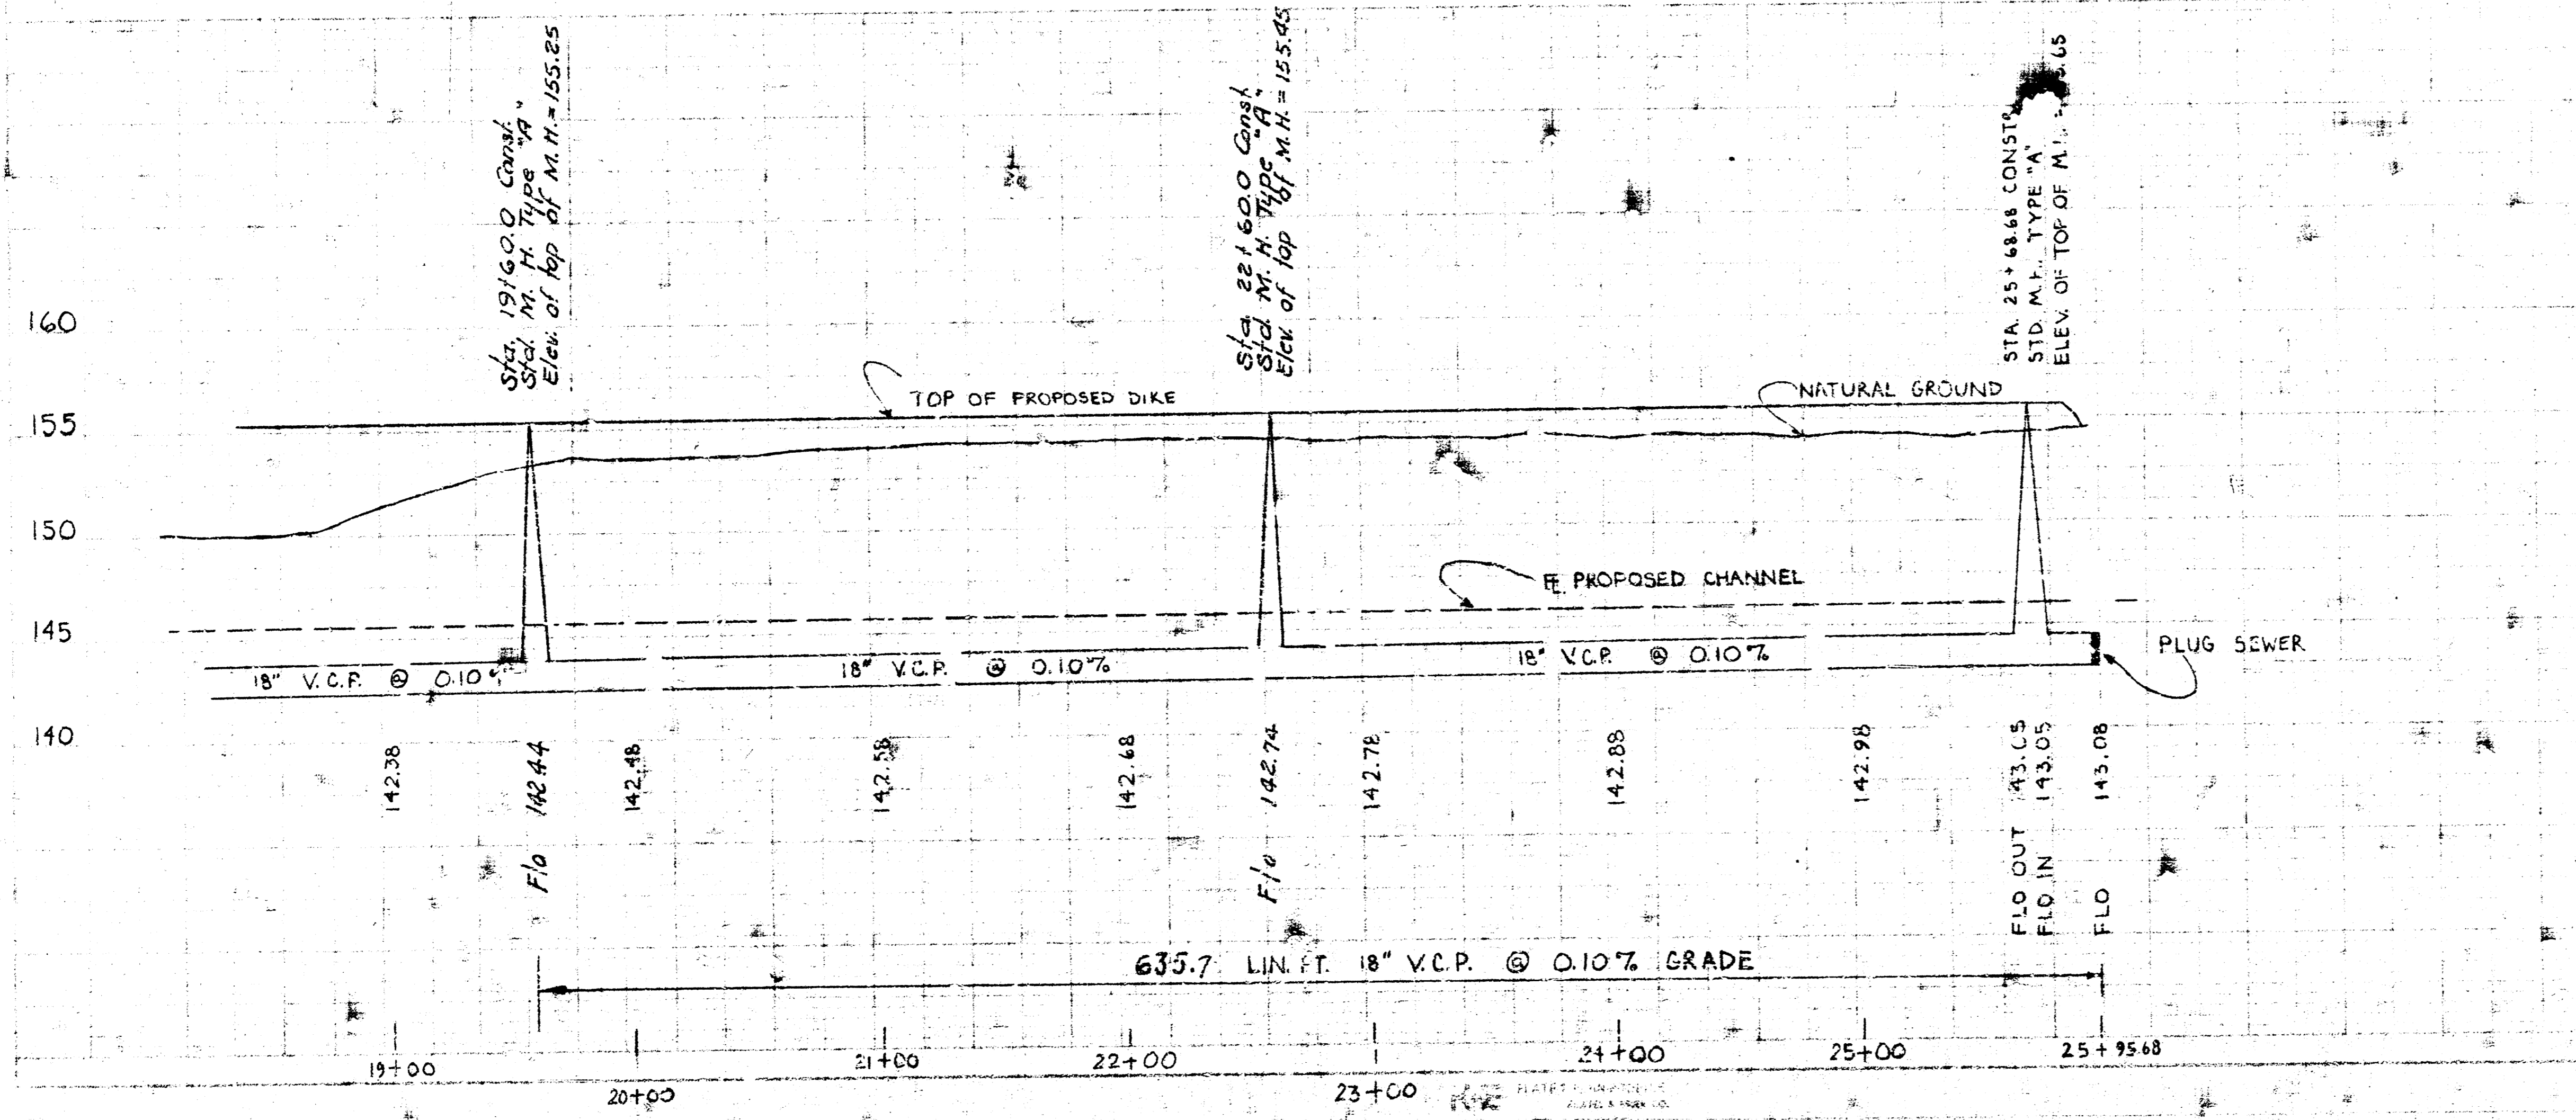 Sta. 19+60.0 Const.
Std. M. H. Type "A"
Elev. of top of M.H.=155.25
Sta. 22+60.0 Const.
Std. M. H. Type "A"
Elev. of top of M.H.=155.45
STA. 25+68.68 CONST.
STD. M.H. TYPE "A"
ELEV. OF TOP OF M.
160
155
150
145
140
TOP OF PROPOSED DIKE
NATURAL GROUND
PROPOSED CHANNEL
PLUG SEWER
18" V.C.P. @ 0.10%
18" V.C.P. @ 0.10%
18" V.C.P. @ 0.10%
142.38
Flo 142.44
142.48
142.58
142.68
Flo 142.74
142.78
142.88
142.98
FLO OUT 143.05
FLO IN 143.05
FLO 143.08
635.7 LIN. FT. 18" V.C.P. @ 0.10% GRADE
19+00
20+00
21+00
22+00
23+00
24+00
25+00
25+95.68